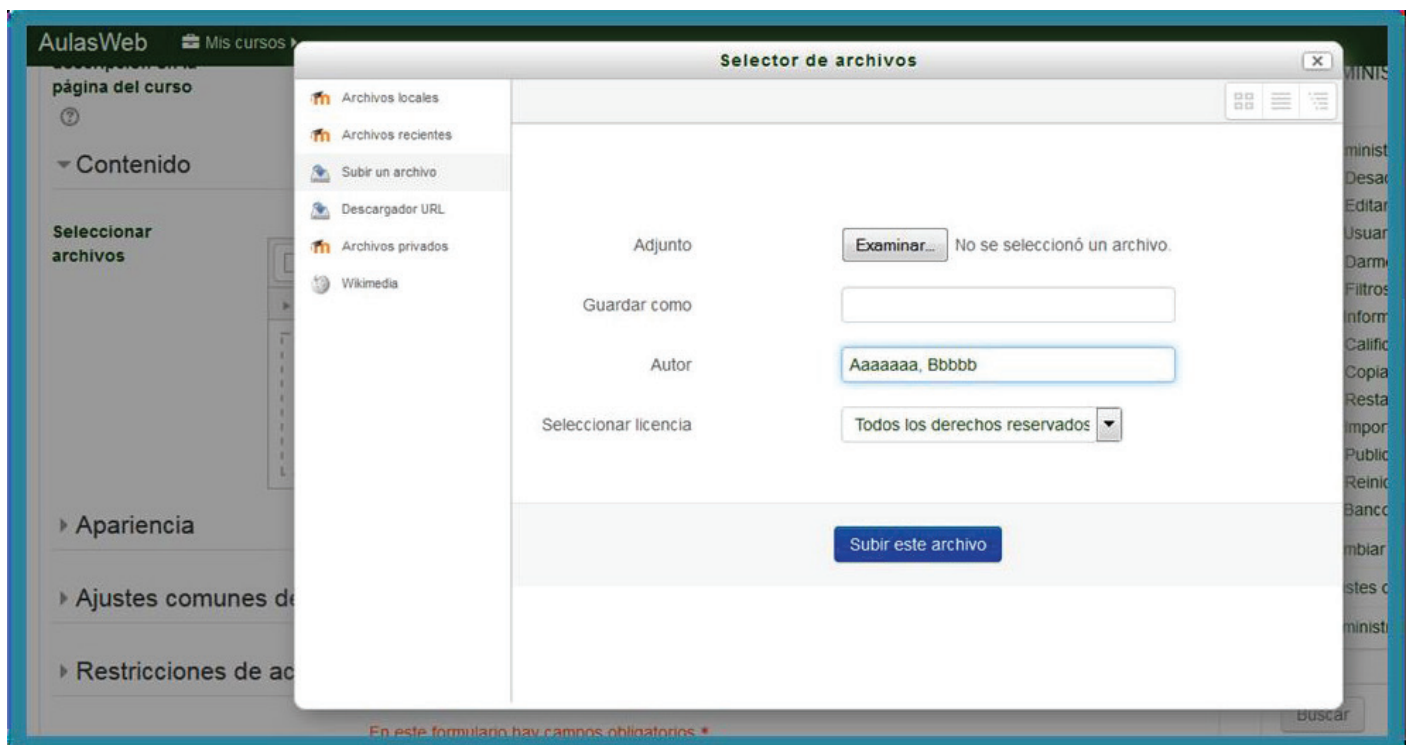 AulasWeb
Mis cursos
Selector de archivos
página del curso
Contenido
Seleccionar
archivos
Apariencia
Ajustes comunes
Restricciones de
En este formulario hay campos obligatorios *
Archivos locales
Archivos recientes
Subir un archivo
Descargador URL
Archivos privados
Wikimedia
Adjunto
Examinar... No se seleccionó un archivo.
Guardar como
Autor
Aaaaaaa, Bbbbb
Seleccionar licencia
Todos los derechos reservados
Subir este archivo
Buscar